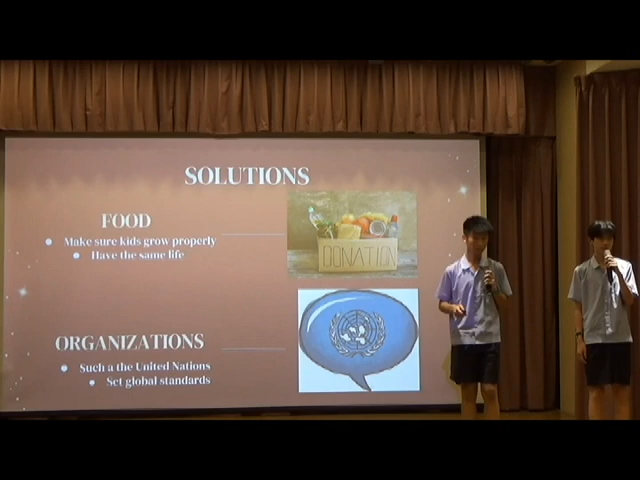 SOLUTIONS
FOOD
Make sure kids grow properly
Have the same life
DONATION
ORGANIZATIONS
Such a the United Nations
Set global standards